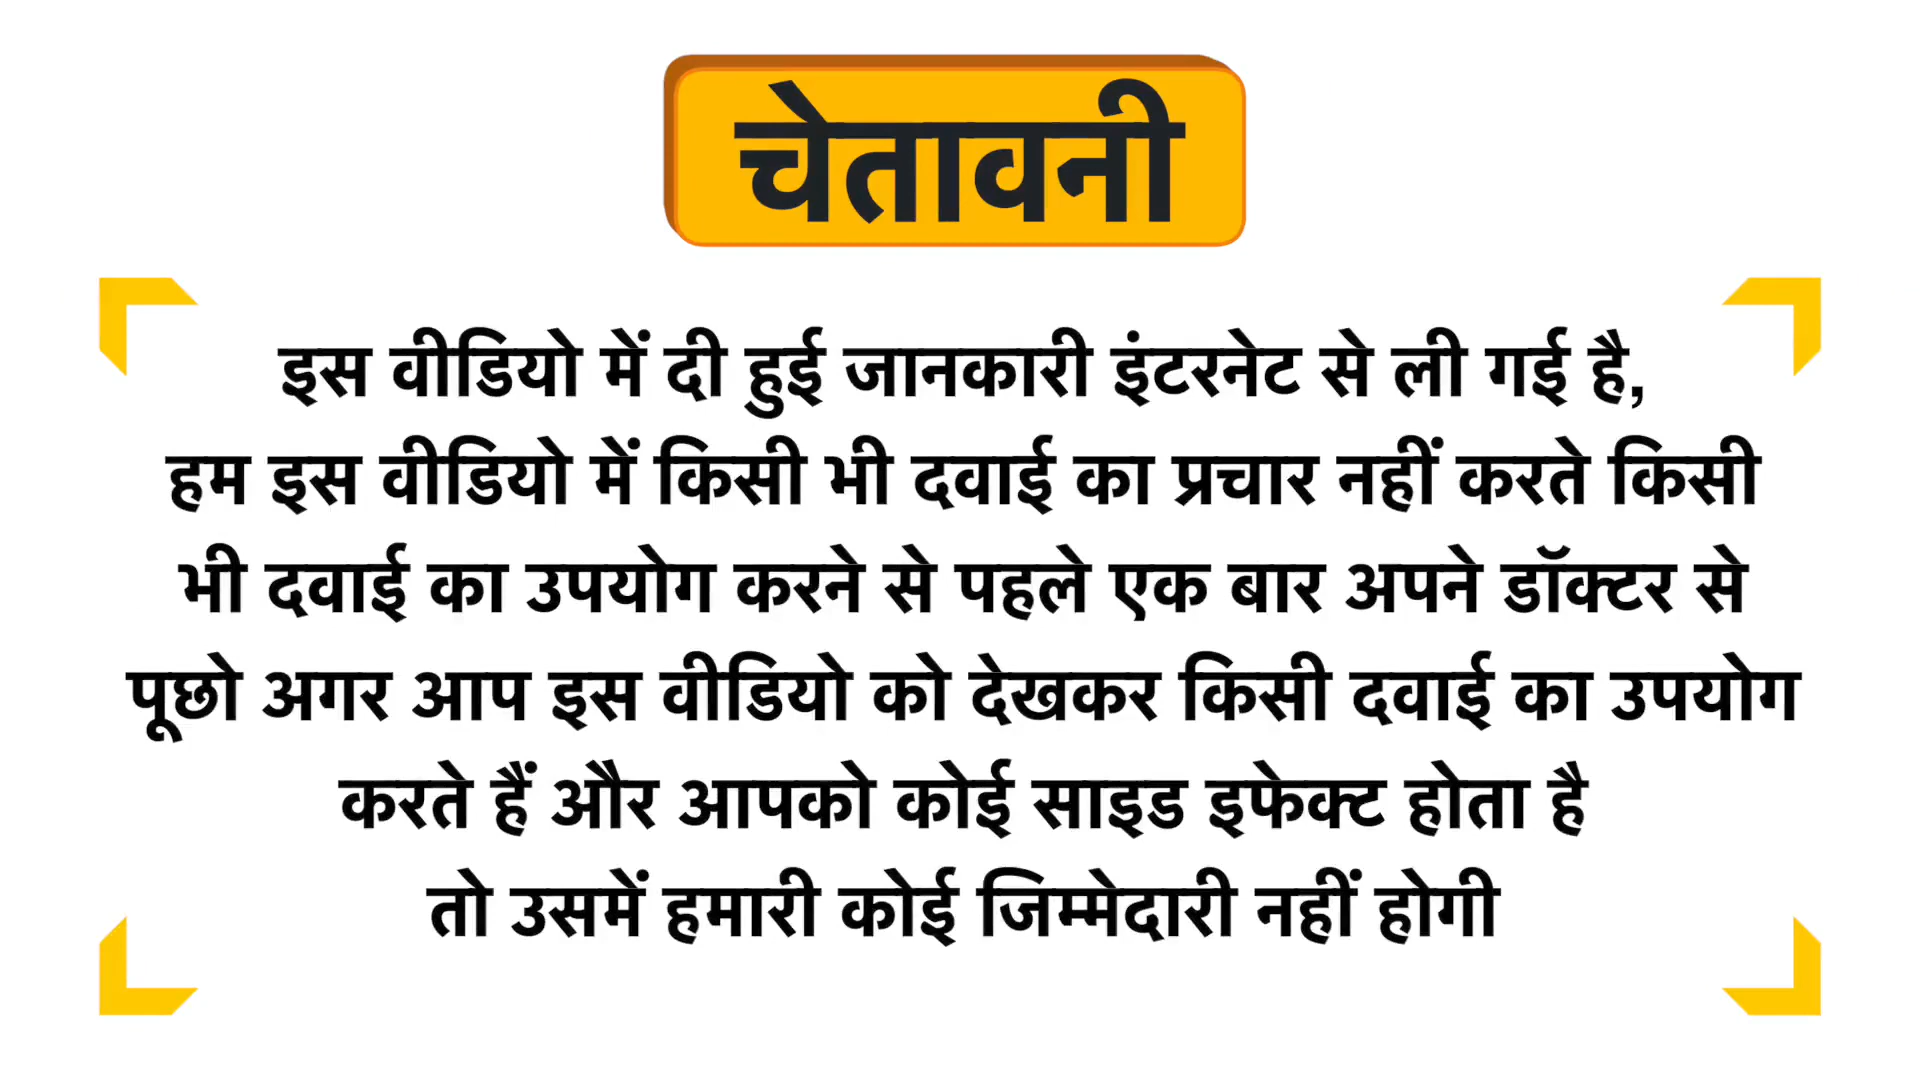 चेतावनी
इस वीडियो में दी हुई जानकारी इंटरनेट से ली गई है,
हम इस वीडियो में किसी भी दवाई का प्रचार नहीं करते किसी
भी दवाई का उपयोग करने से पहले एक बार अपने डॉक्टर से
पूछो अगर आप इस वीडियो को देखकर किसी दवाई का उपयोग
करते हैं और आपको कोई साइड इफेक्ट होता है
तो उसमें हमारी कोई जिम्मेदारी नहीं होगी